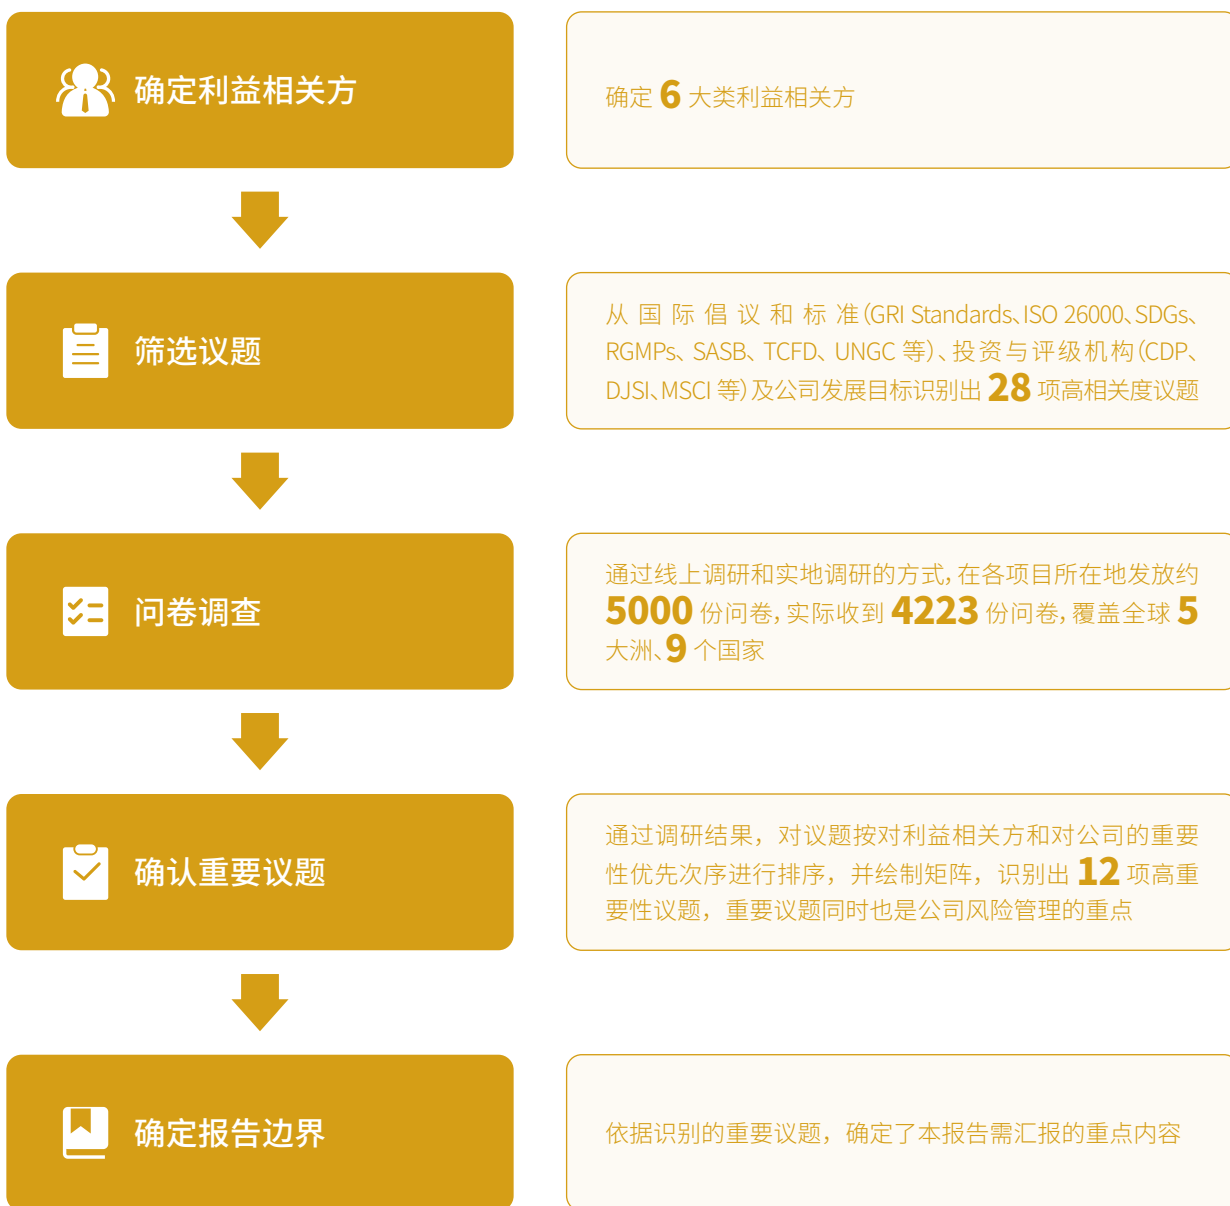 确定利益相关方
确定 6 大类利益相关方
筛选议题
从国际倡议和标准(GRI Standards、ISO 26000、SDGs、
RGMPs、SASB、TCFD、UNGC 等)、投资与评级机构(CDP、
DJSI、MSCI 等)及公司发展目标识别出 28 项高相关度议题
问卷调查
通过线上调研和实地调研的方式,在各项目所在地发放约
5000 份问卷,实际收到 4223 份问卷,覆盖全球 5
大洲、9 个国家
确认重要议题
通过调研结果，对议题按对利益相关方和对公司的重要
性优先次序进行排序，并绘制矩阵，识别出 12 项高重
要性议题，重要议题同时也是公司风险管理的重点
确定报告边界
依据识别的重要议题，确定了本报告需汇报的重点内容